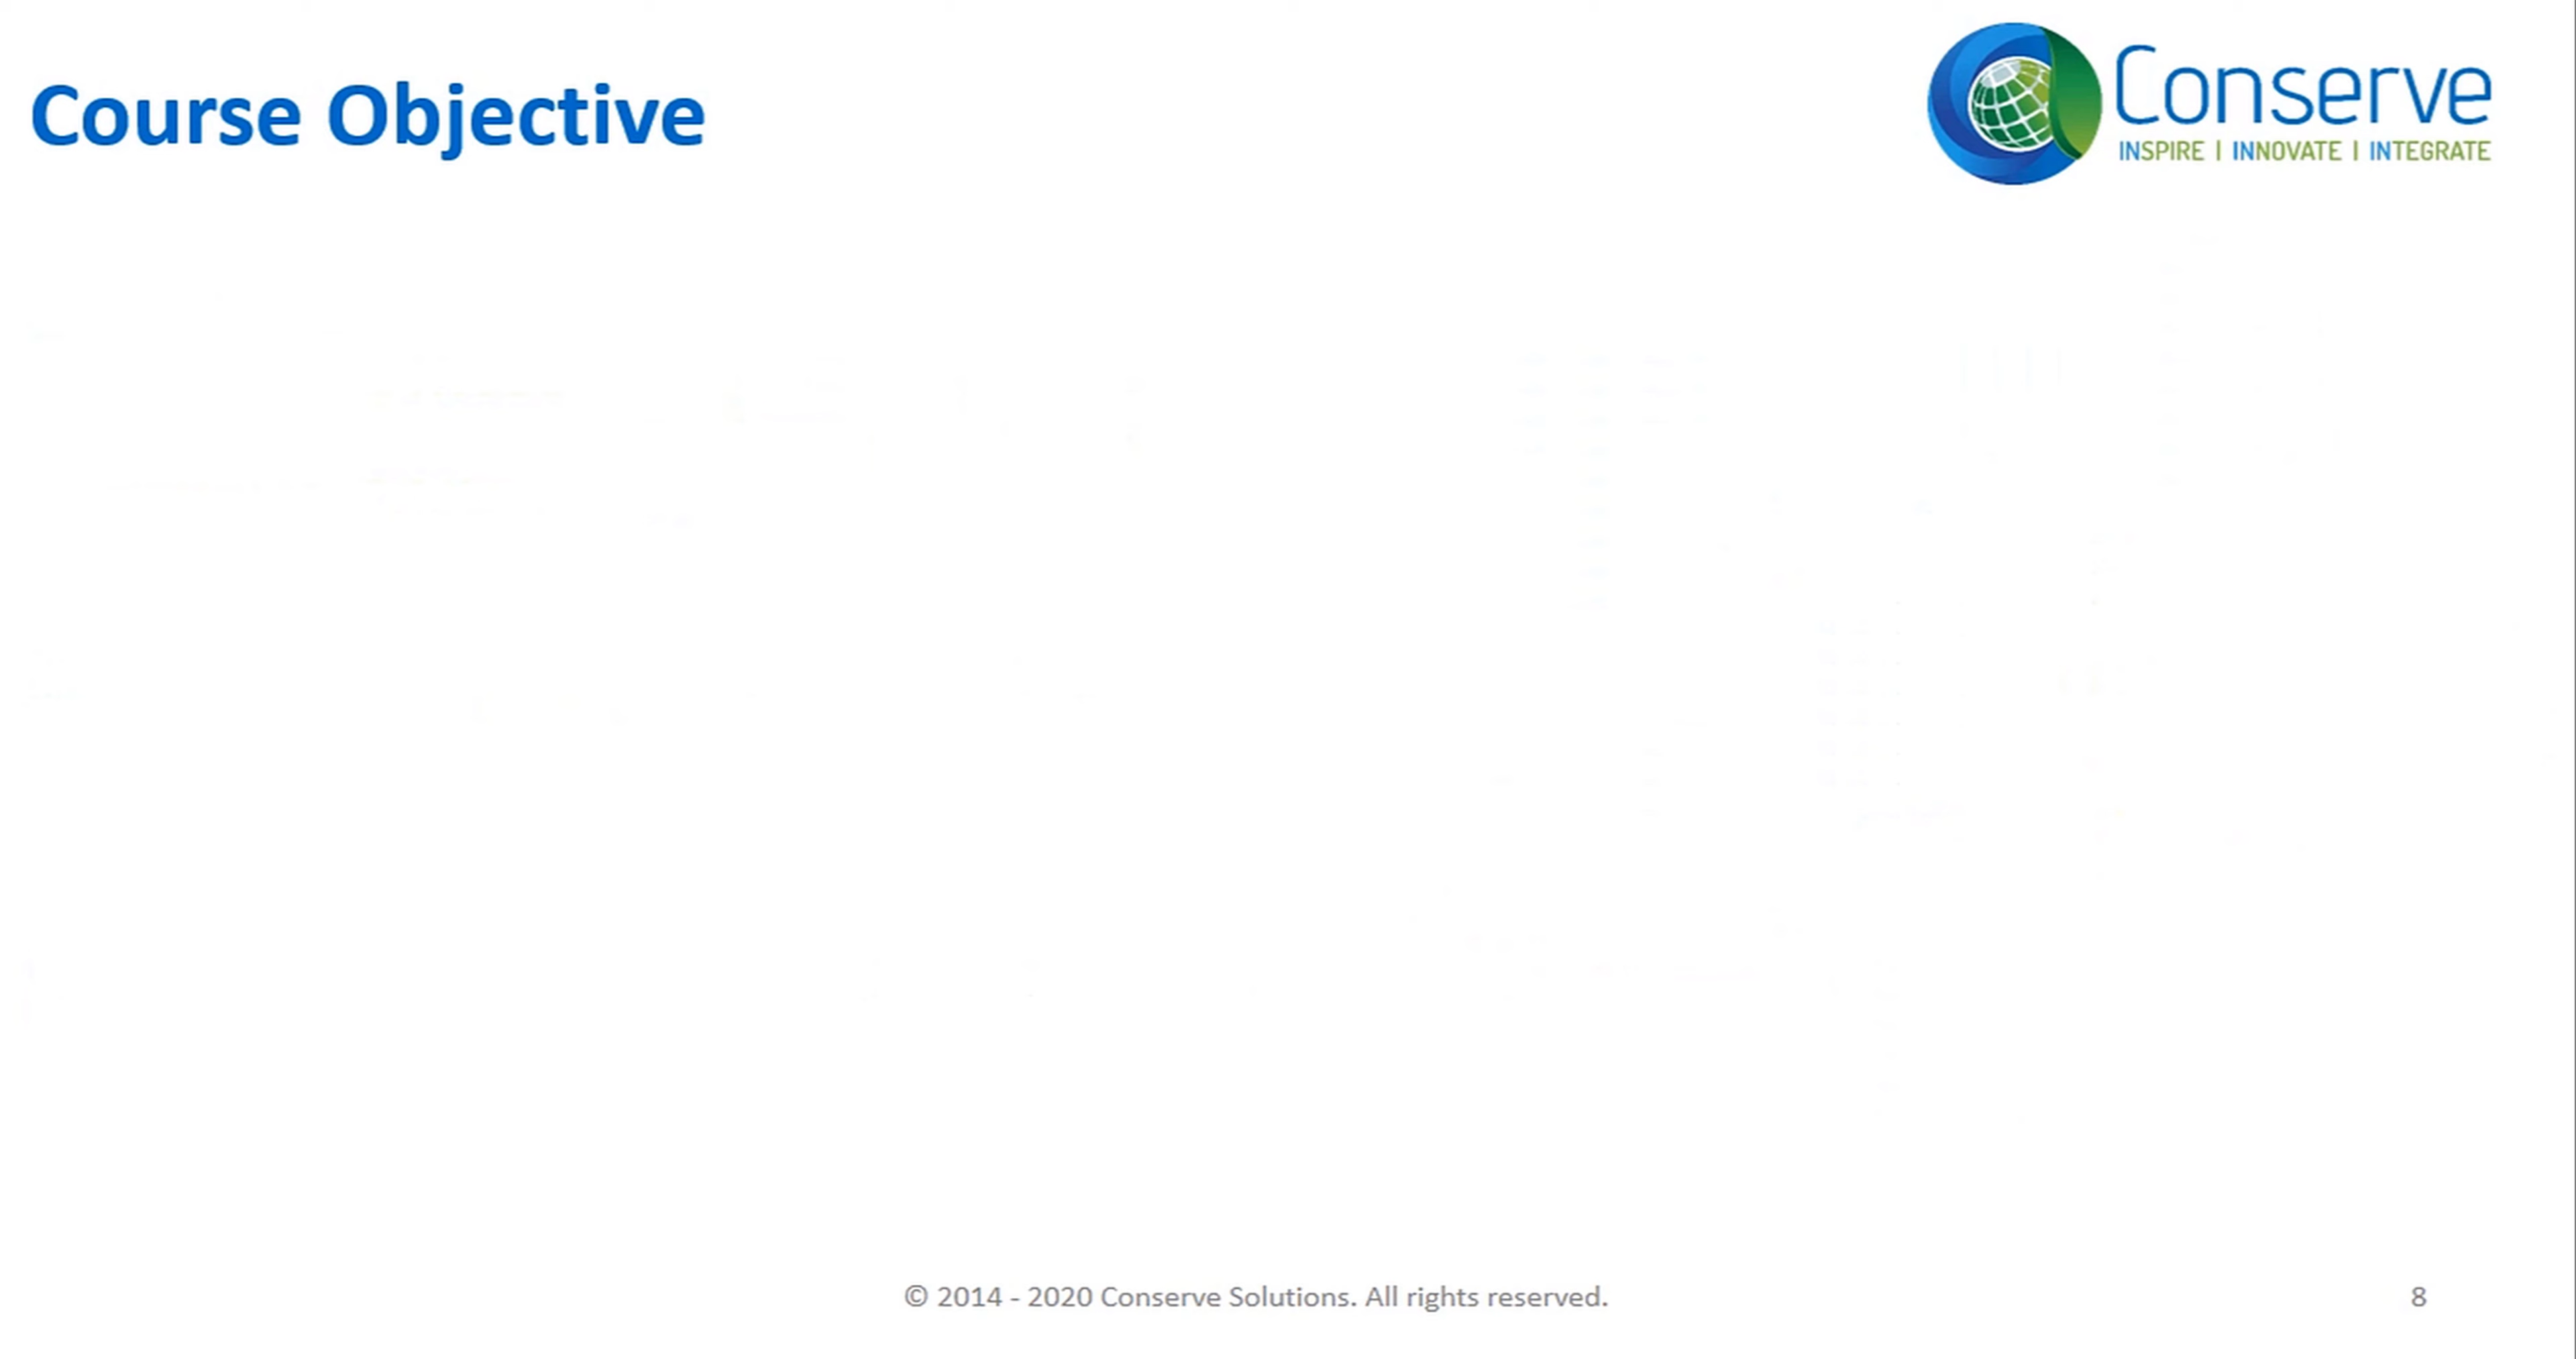 Course Objective
Conserve
INSPIRE | INNOVATE | INTEGRATE
© 2014 - 2020 Conserve Solutions. All rights reserved.
8